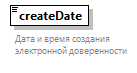 createDate
Дата и время создания
электронной доверенности